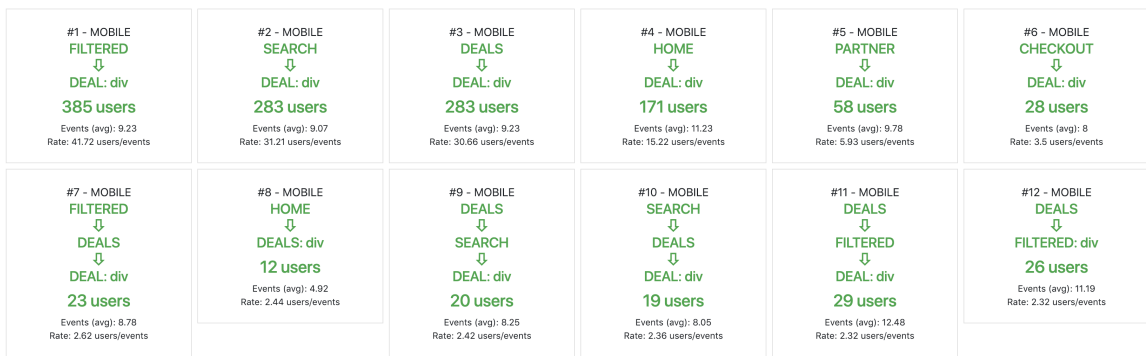 #1 - MOBILE
FILTERED
⇩
DEAL: div
385 users
Events (avg): 9.23
Rate: 41.72 users/events
#2 - MOBILE
SEARCH
⇩
DEAL: div
283 users
Events (avg): 9.07
Rate: 31.21 users/events
#3 - MOBILE
DEALS
⇩
DEAL: div
283 users
Events (avg): 9.23
Rate: 30.66 users/events
#4 - MOBILE
HOME
⇩
DEAL: div
171 users
Events (avg): 11.23
Rate: 15.22 users/events
#5 - MOBILE
PARTNER
⇩
DEAL: div
58 users
Events (avg): 9.78
Rate: 5.93 users/events
#6 - MOBILE
CHECKOUT
⇩
DEAL: div
28 users
Events (avg): 8
Rate: 3.5 users/events
#7 - MOBILE
FILTERED
⇩
DEALS
⇩
DEAL: div
23 users
Events (avg): 8.78
Rate: 2.62 users/events
#8 - MOBILE
HOME
⇩
DEALS: div
12 users
Events (avg): 4.92
Rate: 2.44 users/events
#9 - MOBILE
DEALS
⇩
SEARCH
⇩
DEAL: div
20 users
Events (avg): 8.25
Rate: 2.42 users/events
#10 - MOBILE
SEARCH
⇩
DEALS
⇩
DEAL: div
19 users
Events (avg): 8.05
Rate: 2.36 users/events
#11 - MOBILE
DEALS
⇩
FILTERED
⇩
DEAL: div
29 users
Events (avg): 12.48
Rate: 2.32 users/events
#12 - MOBILE
DEALS
⇩
FILTERED: div
26 users
Events (avg): 11.19
Rate: 2.32 users/events